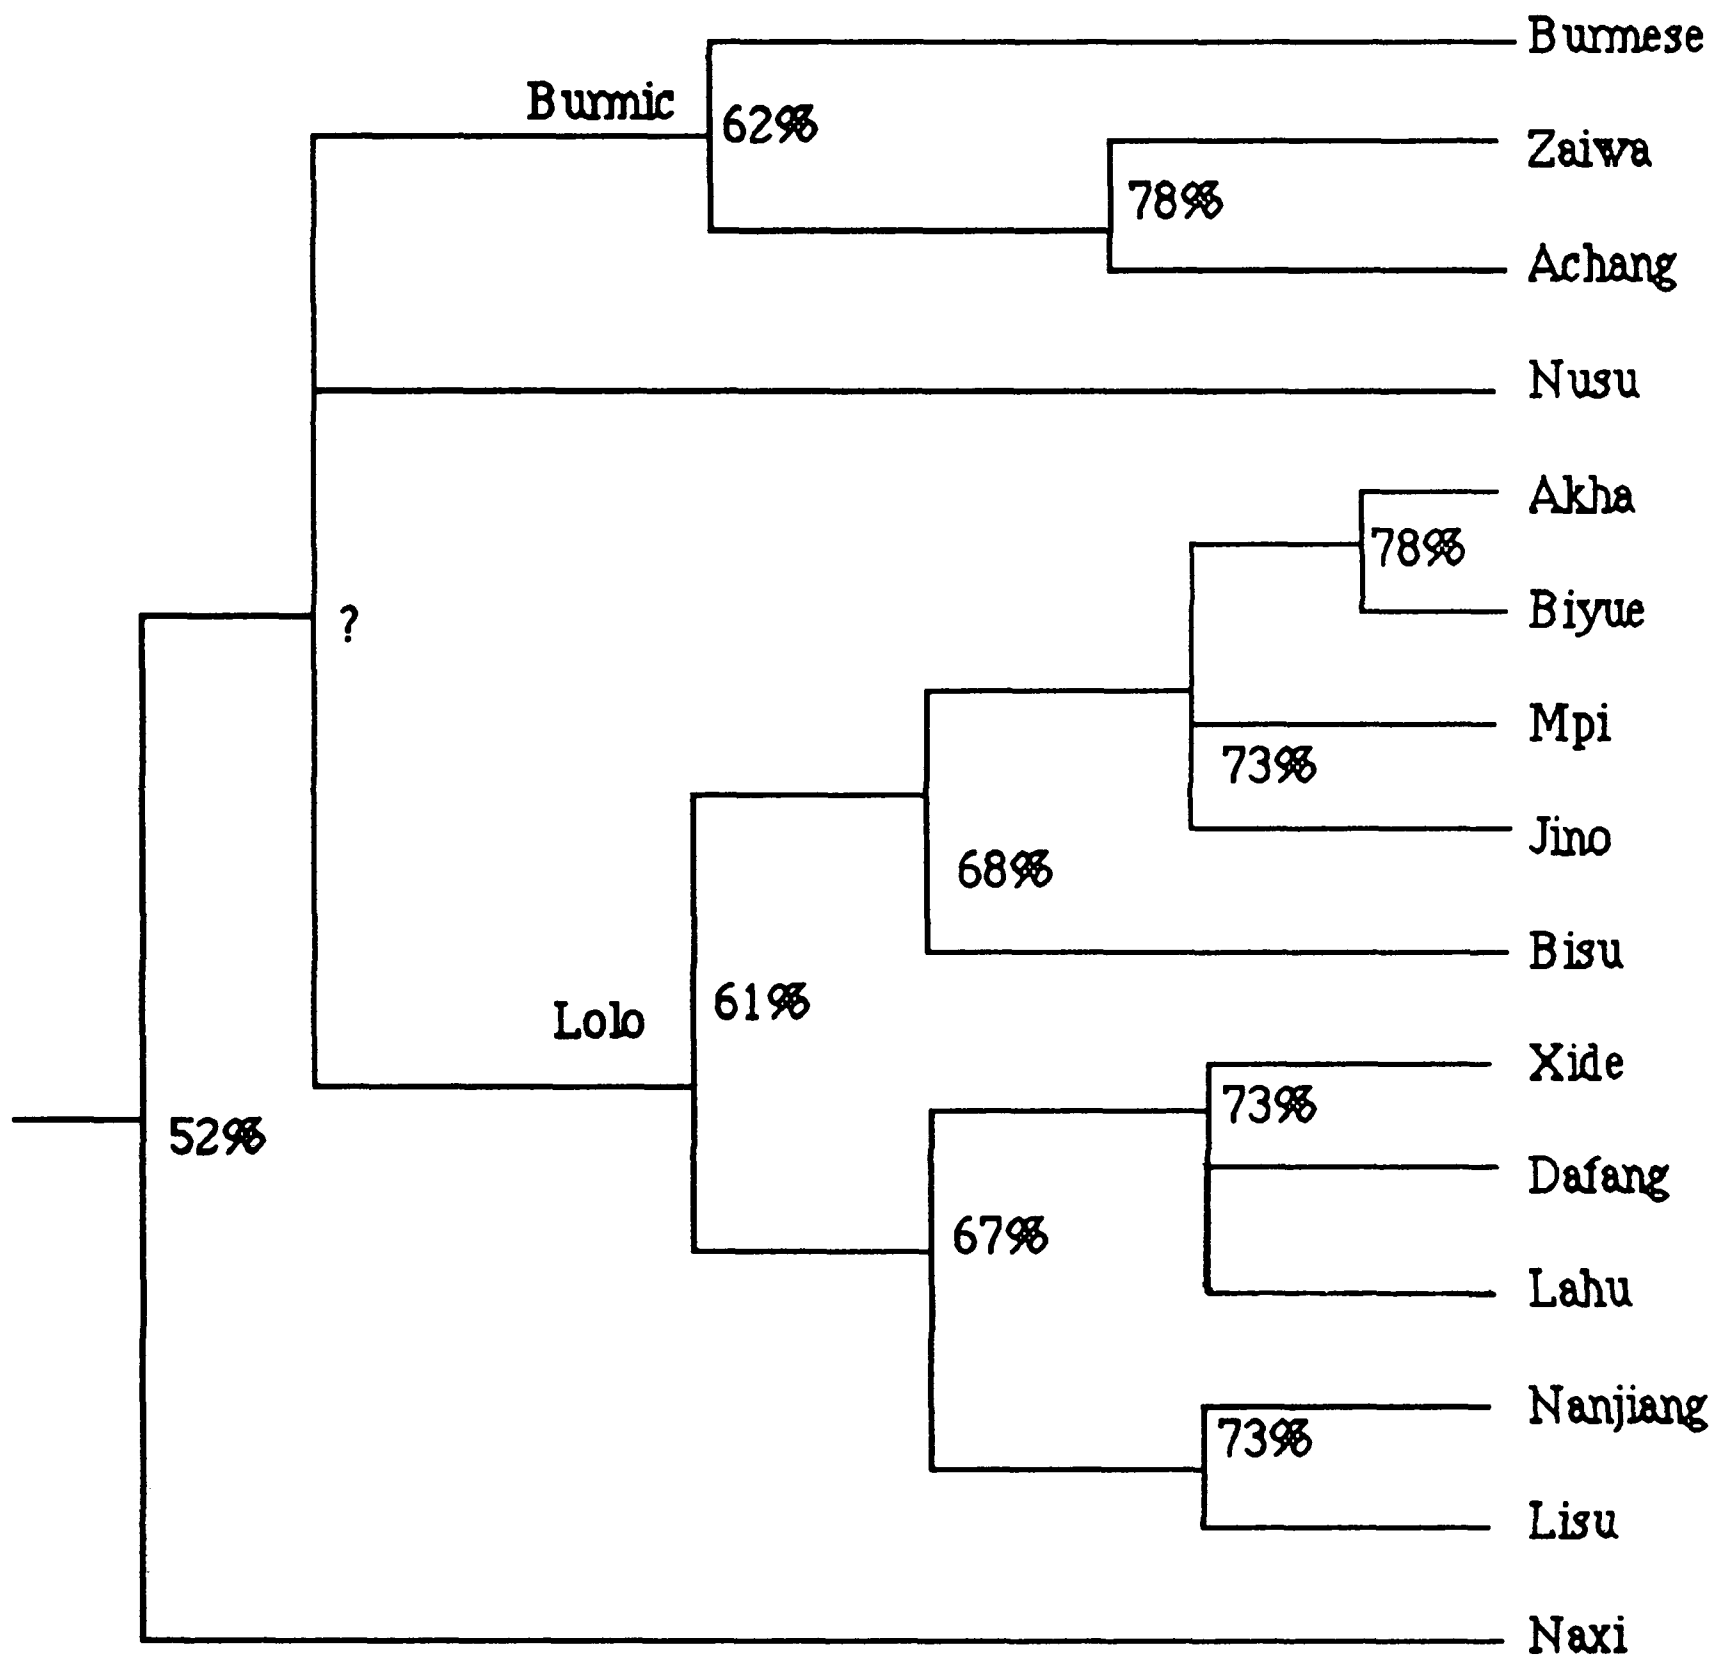 Burmese
Burmic
62%
Zaiwa
78%
Achang
Nusu
Akha
78%
Biyue
?
Mpi
73%
Jino
68%
Bisu
61%
Lolo
Xide
73%
52%
Dafang
67%
Lahu
Nanjiang
73%
Lisu
Naxi